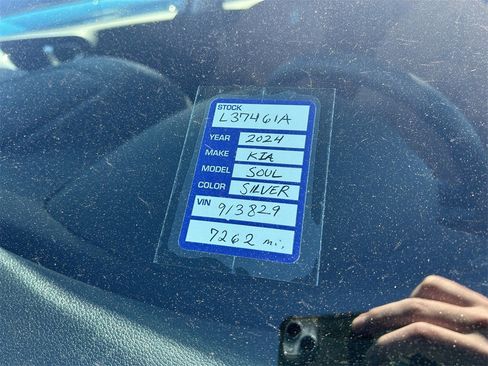 STOCK
L37461A
YEAR 2024
MAKE KIA
MODEL SOUL
COLOR SILVER
VIN 913829
7262 mi,